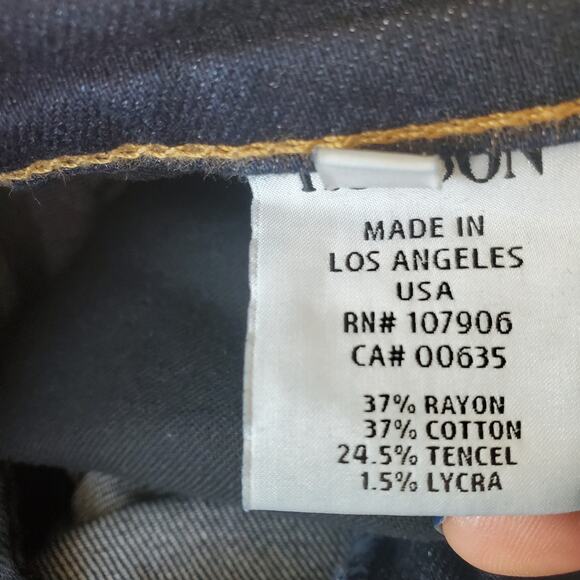 MADE IN
LOS ANGELES
USA
RN# 107906
CA# 00635
37% RAYON
37% COTTON
24.5% TENCEL
1.5% LYCRA